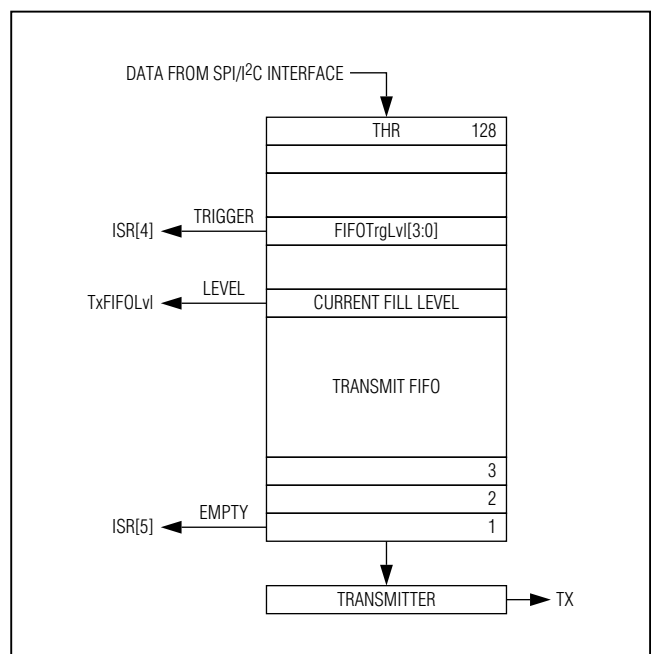 DATA FROM SPI/I²C INTERFACE
THR 128
TRIGGER
ISR[4]
FIFOTrgLvl[3:0]
LEVEL
TxFIFOLvl
CURRENT FILL LEVEL
TRANSMIT FIFO
3
2
EMPTY
ISR[5]
1
TRANSMITTER
TX